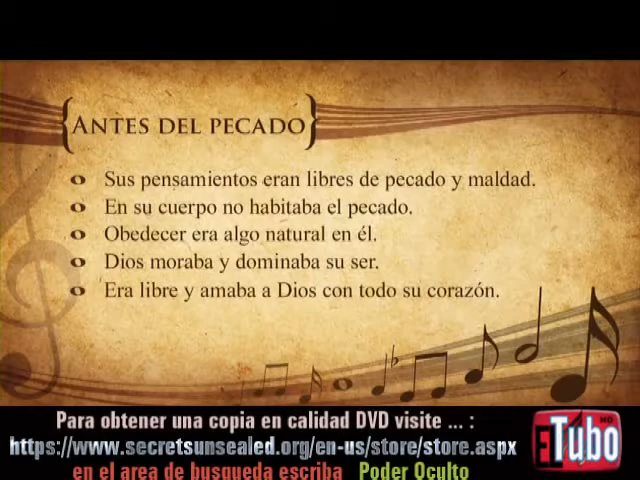 {ANTES DEL PECADO}
Sus pensamientos eran libres de pecado y maldad.
En su cuerpo no habitaba el pecado.
Obedecer era algo natural en él.
Dios moraba y dominaba su ser.
Era libre y amaba a Dios con todo su corazón.
Para obtener una copia en calidad DVD visite ... :
https://www.secretsunsealed.org/en-us/store/store.aspx
en el area de busqueda escriba Poder Oculto
El Tubo HD